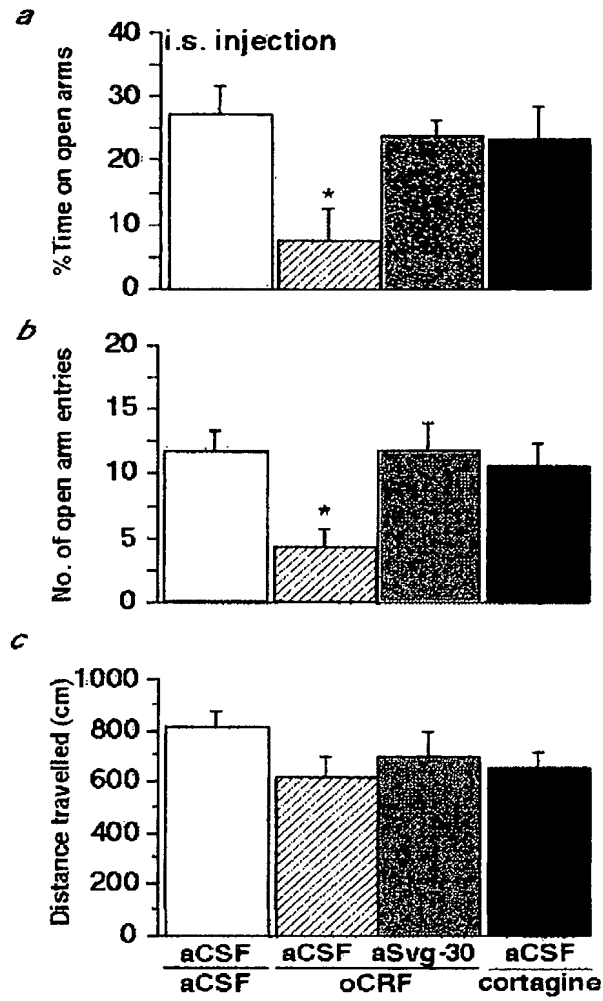 a
i.s. injection
%Time on open arms
40
30
20
10
0
*
b
No. of open arm entries
20
15
10
5
0
*
c
Distance travelled (cm)
1000
800
600
400
200
0
aCSF aCSF aSvg-30 aCSF
aCSF oCRF cortagine